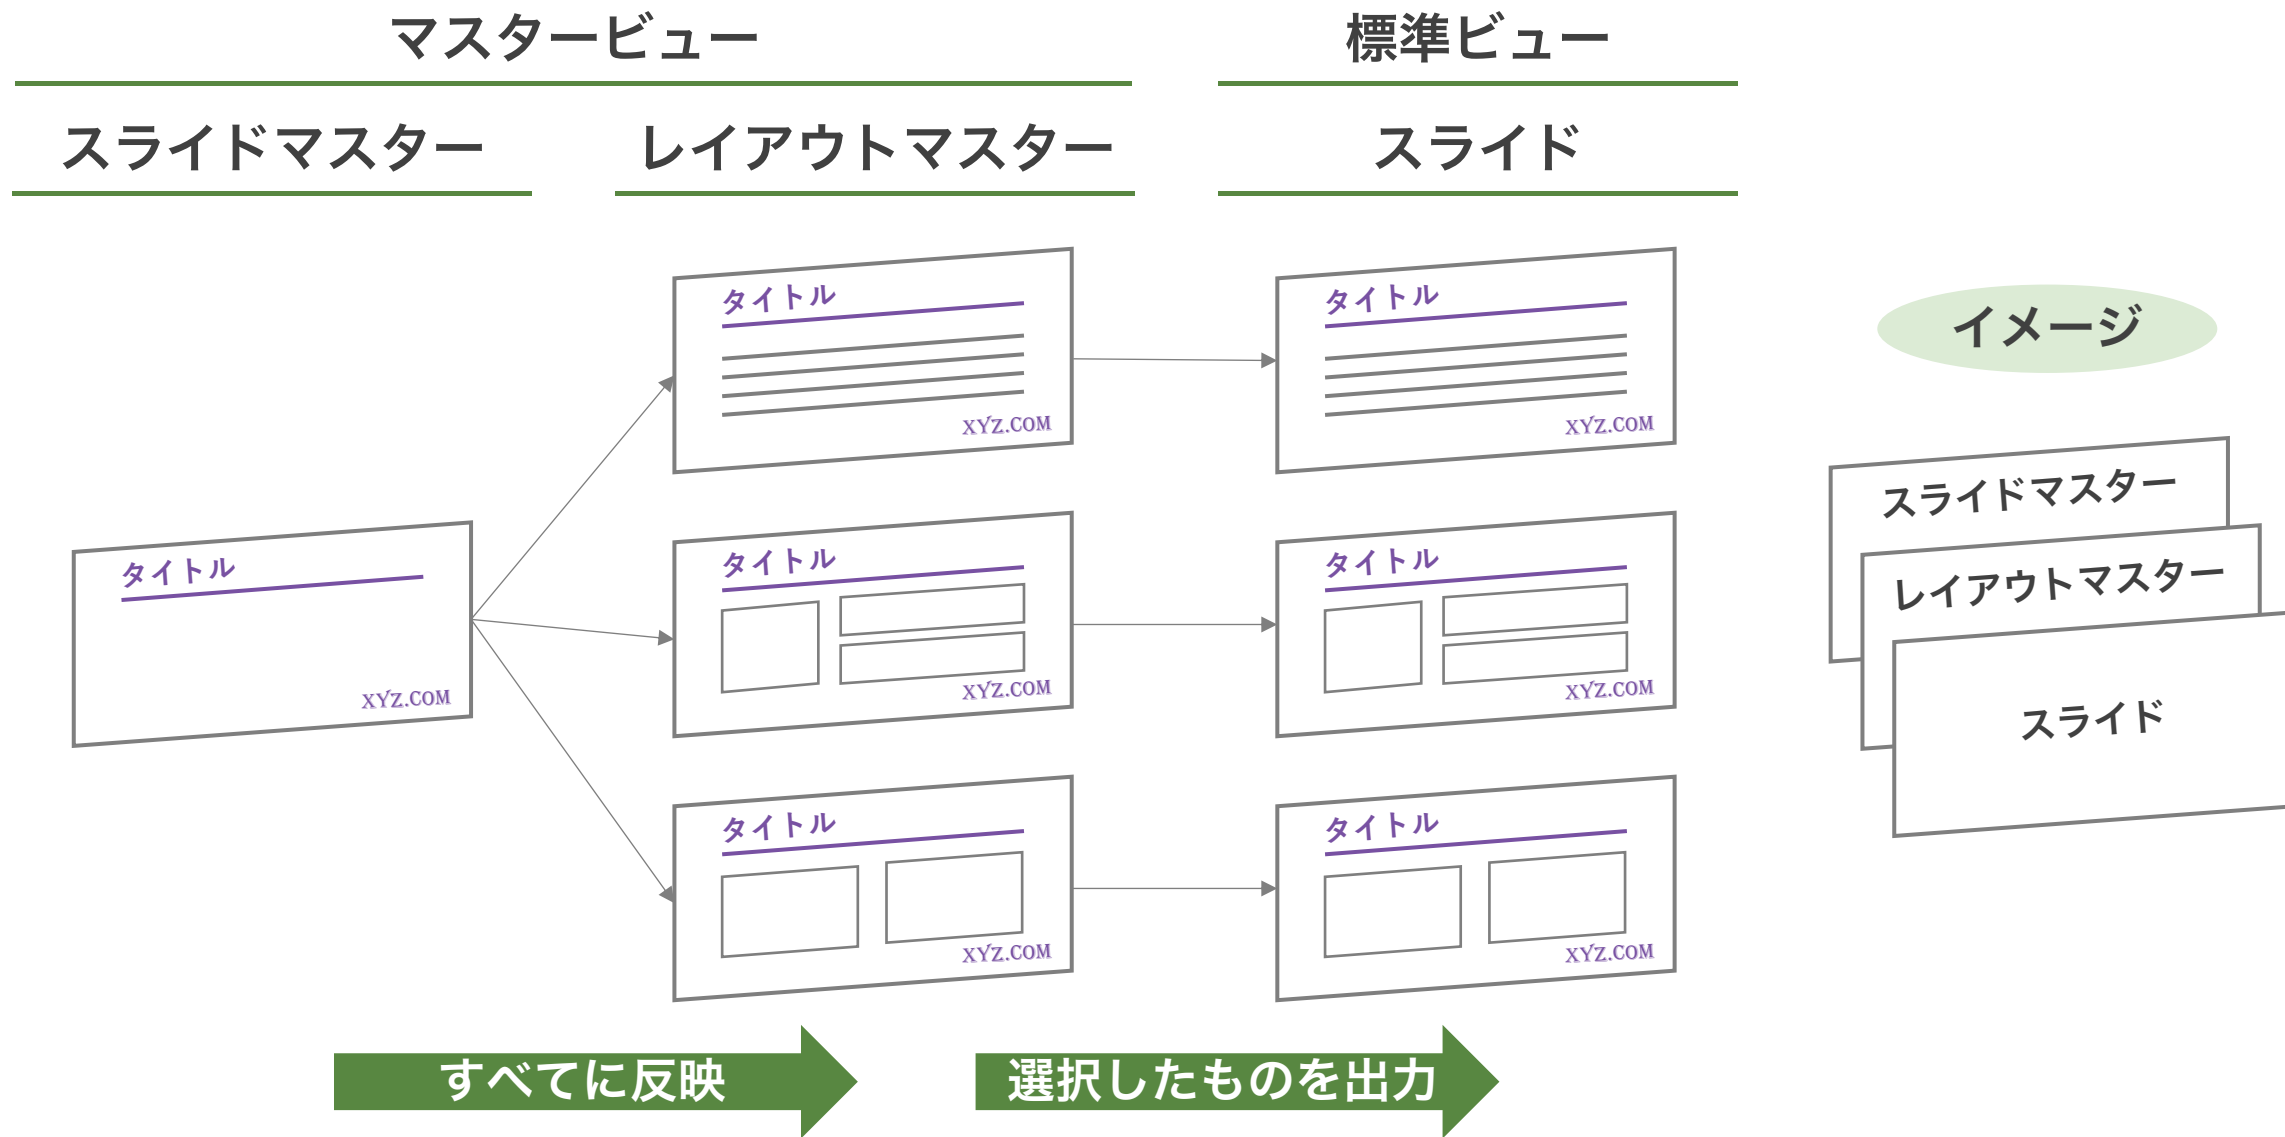 マスタービュー
標準ビュー
スライドマスター
レイアウトマスター
スライド
タイトル
XYZ.COM
タイトル
XYZ.COM
タイトル
XYZ.COM
タイトル
XYZ.COM
タイトル
XYZ.COM
タイトル
XYZ.COM
タイトル
XYZ.COM
イメージ
スライドマスター
レイアウトマスター
スライド
すべてに反映
選択したものを出力